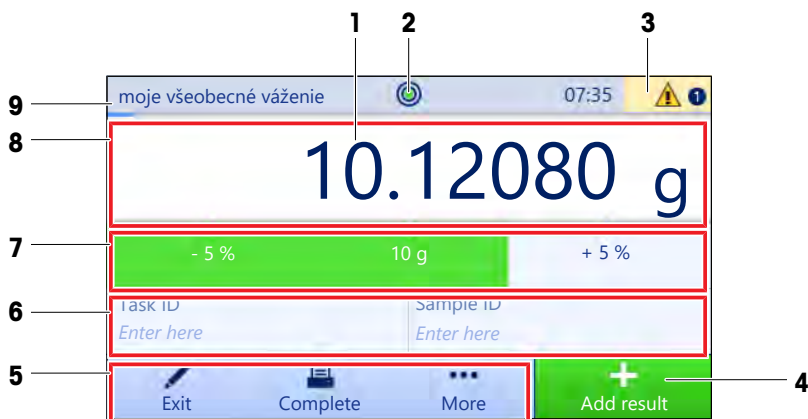 1 2 3
moje všeobecné váženie 07:35 1
9
8
10.12080 g
7
- 5 % 10 g + 5 %
6
Task ID Sample ID
Enter here Enter here
5
4
Exit Complete More Add result